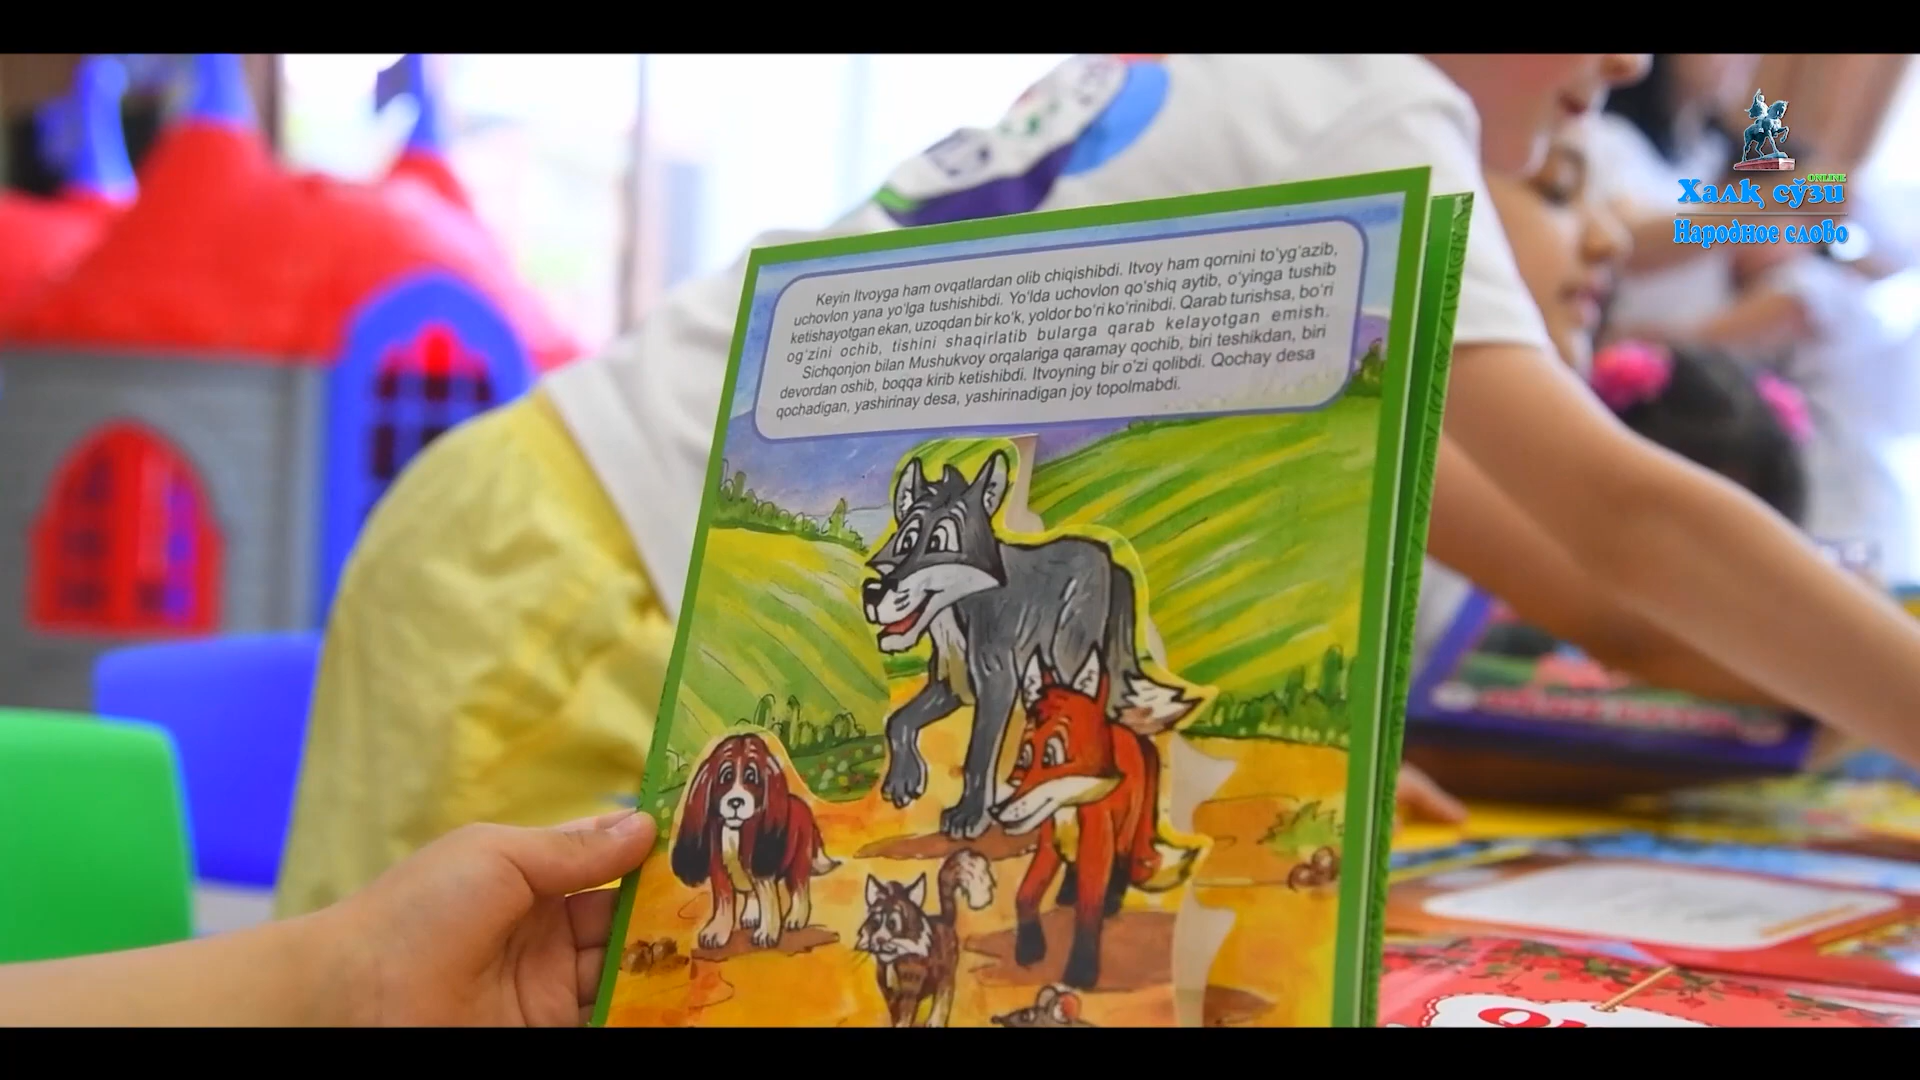 Keyin Itvoyga ham ovqatlardan olib chiqishibdi. Itvoy ham qornini to‘yg‘azib,
uchovlon yana yo‘lga tushishibdi. Yo‘lda uchovlon qo‘shiq aytib, o‘yinga tushib
ketishayotgan ekan, uzoqdan bir ko‘k, yoldor bo‘ri ko‘rinibdi. Qarab turishsa, bo‘ri
og‘zini ochib, tishini shaqirlatib bularga qarab kelayotgan emish.
Sichqonjon bilan Mushukvoy orqalariga qaramay qochib, biri teshikdan, biri
devordan oshib, boqqa kirib ketishibdi. Itvoyning bir o‘zi qolibdi. Qochay desa
qochadigan, yashirinay desa, yashirinadigan joy topolmabdi.
ONLINE
Халқ сўзи
Народное слово